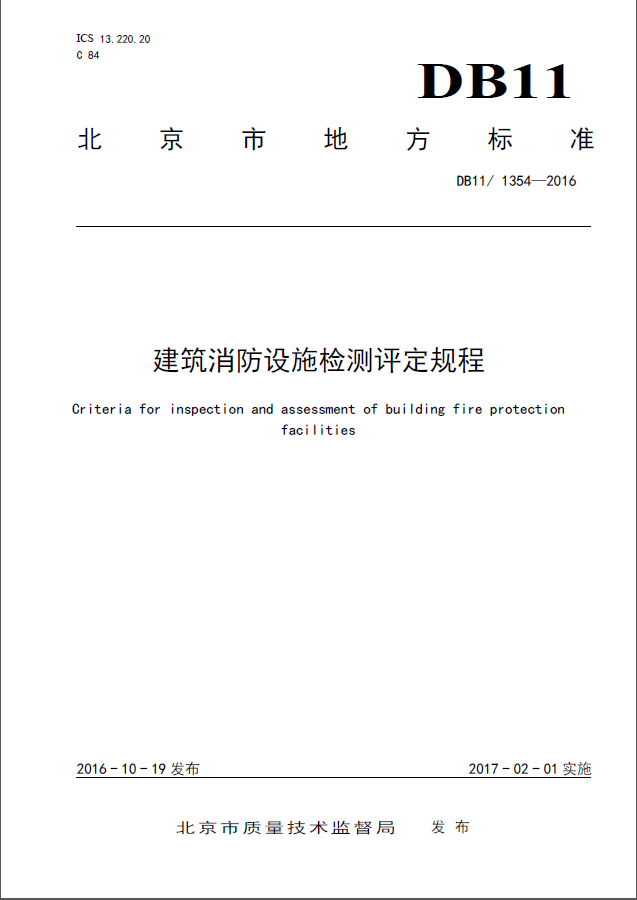 ICS 13.220.20
C 84
DB11
北京市地方标准
DB11/ 1354—2016
建筑消防设施检测评定规程
Criteria for inspection and assessment of building fire protection
facilities
2016－10－19 发布 2017－02－01 实施
北京市质量技术监督局 发 布